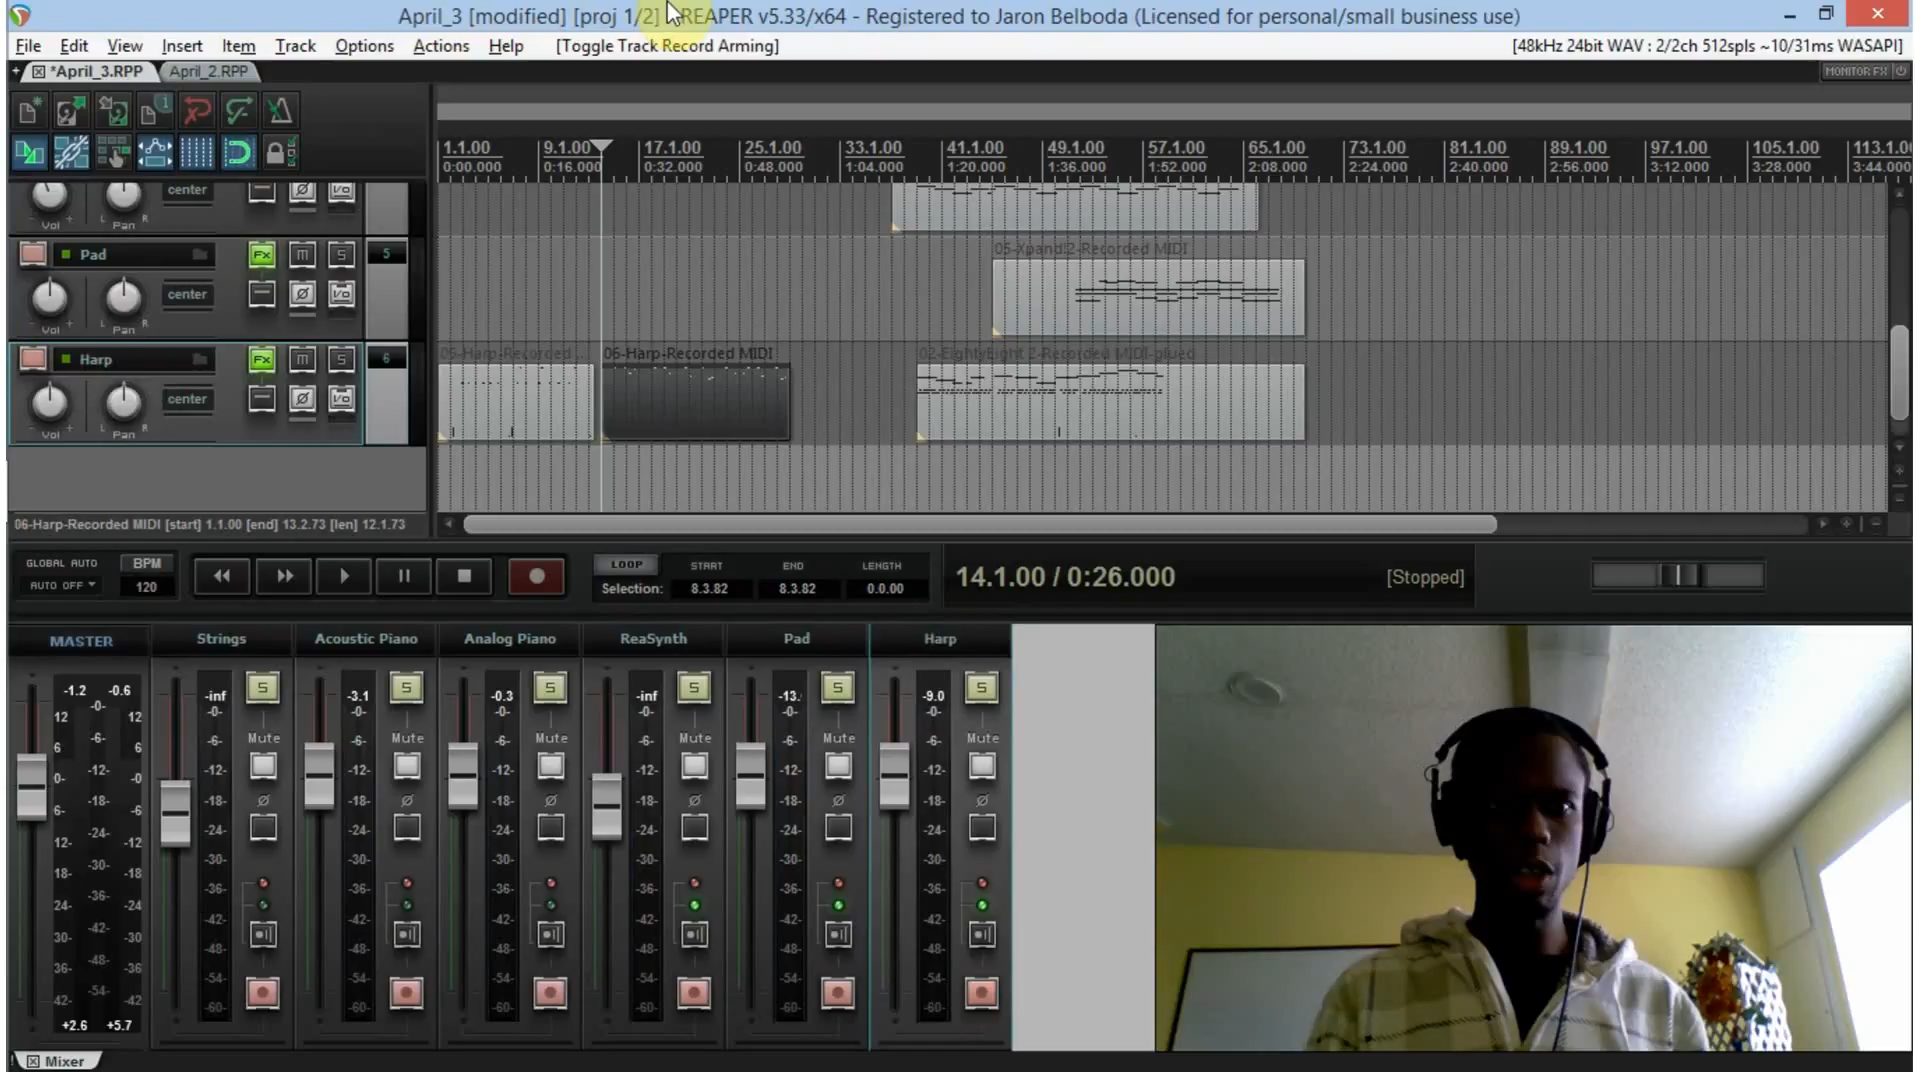 April_3 [modified] [proj 1/2] REAPER v5.33/x64 - Registered to Jaron Belboda (Licensed for personal/small business use)
File Edit View Insert Item Track Options Actions Help [Toggle Track Record Arming] [48kHz 24bit WAV : 2/2ch 512spls ~10/31ms WASAPI]
*April_3.RPP April_2.RPP MONITOR FX
1.1.00 9.1.00 17.1.00 25.1.00 33.1.00 41.1.00 49.1.00 57.1.00 65.1.00 73.1.00 81.1.00 89.1.00 97.1.00 105.1.00 113.1.0
0:00.000 0:16.000 0:32.000 0:48.000 1:04.000 1:20.000 1:36.000 1:52.000 2:08.000 2:24.000 2:40.000 2:56.000 3:12.000 3:28.000 3:44.000
center
Vol L Pan R
Pad FX M S 5 05-Xpand!2-Recorded MIDI
center I/o
Vol L Pan R
Harp FX M S 6 05-Harp-Recorded ... 06-Harp-Recorded MIDI 02-EightyEight 2-Recorded MIDI-glued
center I/o
Vol L Pan R
06-Harp-Recorded MIDI [start] 1.1.00 [end] 13.2.73 [len] 12.1.73
GLOBAL AUTO BPM LOOP START END LENGTH
AUTO OFF 120 Selection: 8.3.82 8.3.82 0.0.00 14.1.00 / 0:26.000 [Stopped]
MASTER Strings Acoustic Piano Analog Piano ReaSynth Pad Harp
-1.2 -0.6 -inf S -3.1 S -0.3 S -inf S -13. S -9.0 S
-0- -0- -0- -0- -0- -0- -0-
12 12
6 -6- 6 -6- Mute -6- Mute -6- Mute -6- Mute -6- Mute -6- Mute
0- -12- -0 -12- -12- -12- -12- -12- -12-
6- -18- -6 -18- Ø -18- Ø -18- Ø -18- Ø -18- Ø -18- Ø
12- -24- -12 -24- -24- -24- -24- -24- -24-
18- -30- -18 -30- -30- -30- -30- -30- -30-
24- -36- -24 -36- -36- -36- -36- -36- -36-
30- -42- -30 -42- -42- -42- -42- -42- -42-
36- -48- -36 -48- -48- -48- -48- -48- -48-
42- -54- -42 -54- -54- -54- -54- -54- -54-
-60- -60- -60- -60- -60- -60-
+2.6 +5.7
Mixer